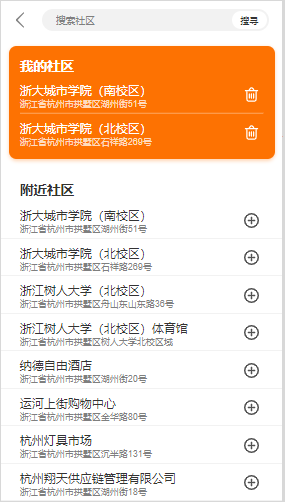 搜索社区
搜寻
我的社区
浙大城市学院（南校区）
浙江省杭州市拱墅区湖州街51号
浙大城市学院（北校区）
浙江省杭州市拱墅区石祥路269号
附近社区
浙大城市学院（南校区）
浙江省杭州市拱墅区湖州街51号
浙大城市学院（北校区）
浙江省杭州市拱墅区石祥路269号
浙江树人大学（北校区）
浙江省杭州市拱墅区舟山东山东路36号
浙江树人大学（北校区）体育馆
浙江省杭州市拱墅区树人大学北校区域
纳德自由酒店
浙江省杭州市拱墅区湖州街20号
运河上街购物中心
浙江省杭州市拱墅区金华路80号
杭州灯具市场
浙江省杭州市拱墅区沈半路131号
杭州翔天供应链管理有限公司
浙江省杭州市拱墅区湖州街18号